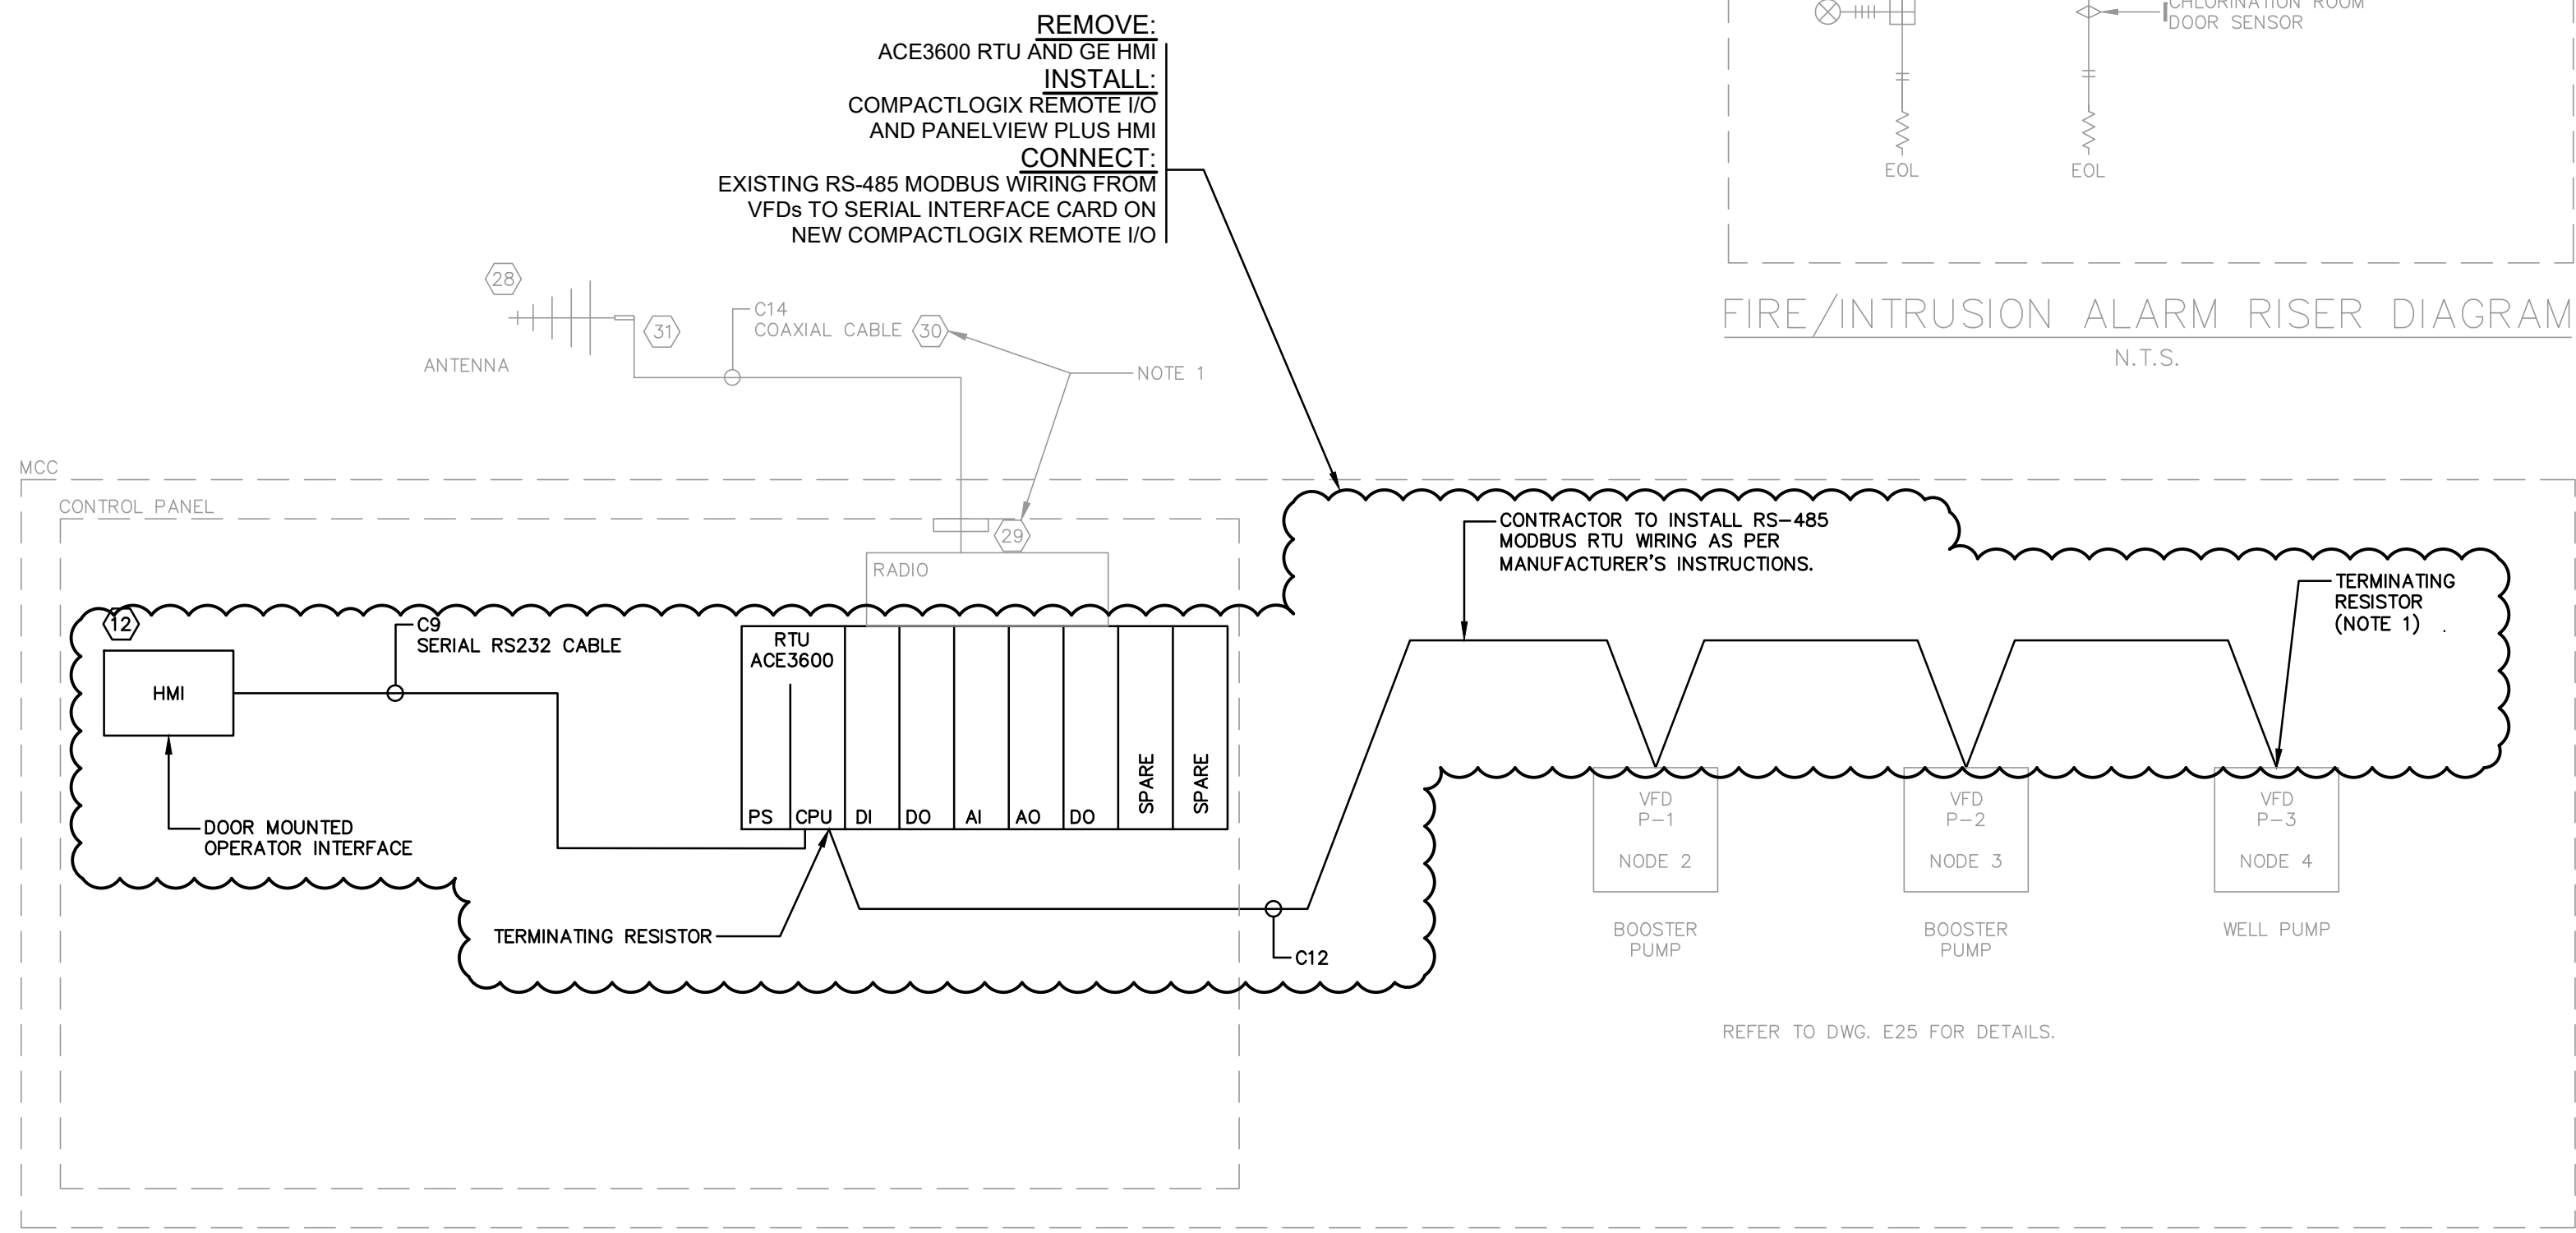 REMOVE:
ACE3600 RTU AND GE HMI
INSTALL:
COMPACTLOGIX REMOTE I/O
AND PANELVIEW PLUS HMI
CONNECT:
EXISTING RS-485 MODBUS WIRING FROM
VFDs TO SERIAL INTERFACE CARD ON
NEW COMPACTLOGIX REMOTE I/O
CHLORINATION ROOM
DOOR SENSOR
EOL
EOL
FIRE/INTRUSION ALARM RISER DIAGRAM
N.T.S.
28
31
C14
COAXIAL CABLE
30
ANTENNA
NOTE 1
MCC
CONTROL PANEL
29
RADIO
12
C9
SERIAL RS232 CABLE
HMI
DOOR MOUNTED
OPERATOR INTERFACE
RTU
ACE3600
PS
CPU
DI
DO
AI
AO
DO
SPARE
SPARE
TERMINATING RESISTOR
C12
CONTRACTOR TO INSTALL RS-485
MODBUS RTU WIRING AS PER
MANUFACTURER'S INSTRUCTIONS.
TERMINATING
RESISTOR
(NOTE 1)
VFD
P-1
NODE 2
BOOSTER
PUMP
VFD
P-2
NODE 3
BOOSTER
PUMP
VFD
P-3
NODE 4
WELL PUMP
REFER TO DWG. E25 FOR DETAILS.